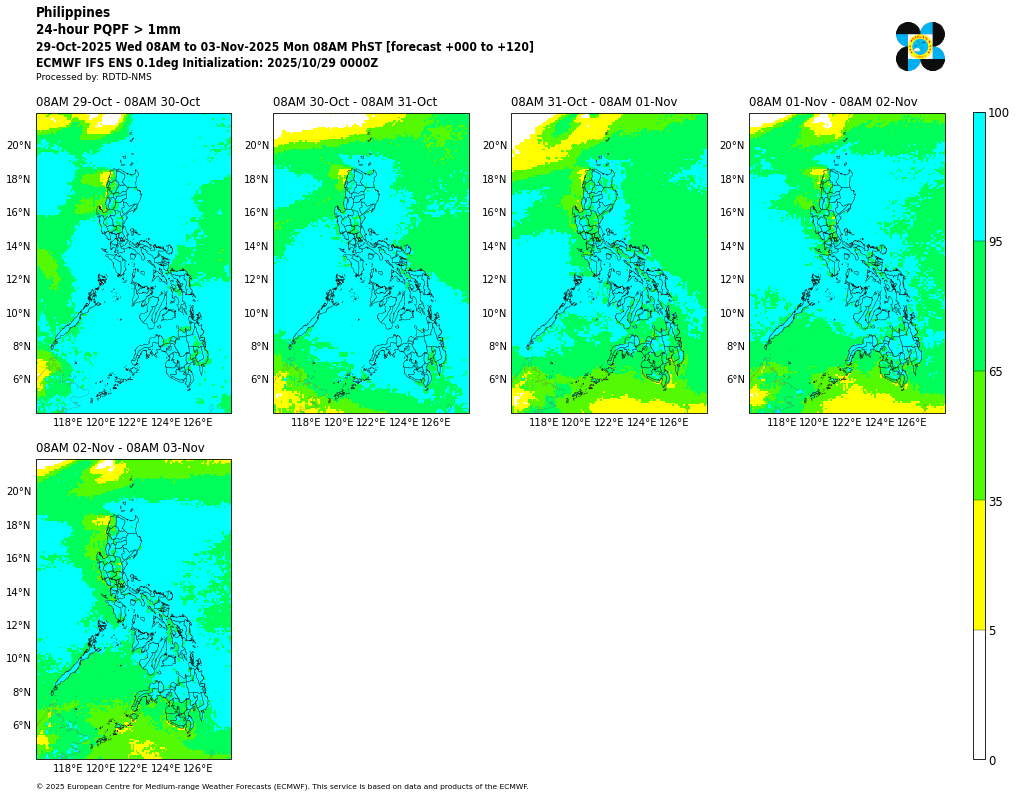 Philippines
24-hour PQPF > 1mm
29-Oct-2025 Wed 08AM to 03-Nov-2025 Mon 08AM PhST [forecast +000 to +120]
ECMWF IFS ENS 0.1deg Initialization: 2025/10/29 0000Z
Processed by: RDTD-NMS
08AM 29-Oct - 08AM 30-Oct
08AM 30-Oct - 08AM 31-Oct
08AM 31-Oct - 08AM 01-Nov
08AM 01-Nov - 08AM 02-Nov
20°N 18°N 16°N 14°N 12°N 10°N 8°N 6°N
118°E 120°E 122°E 124°E 126°E
20°N 18°N 16°N 14°N 12°N 10°N 8°N 6°N
118°E 120°E 122°E 124°E 126°E
20°N 18°N 16°N 14°N 12°N 10°N 8°N 6°N
118°E 120°E 122°E 124°E 126°E
20°N 18°N 16°N 14°N 12°N 10°N 8°N 6°N
118°E 120°E 122°E 124°E 126°E
100
95
65
35
5
0
08AM 02-Nov - 08AM 03-Nov
20°N 18°N 16°N 14°N 12°N 10°N 8°N 6°N
118°E 120°E 122°E 124°E 126°E
© 2025 European Centre for Medium-range Weather Forecasts (ECMWF). This service is based on data and products of the ECMWF.